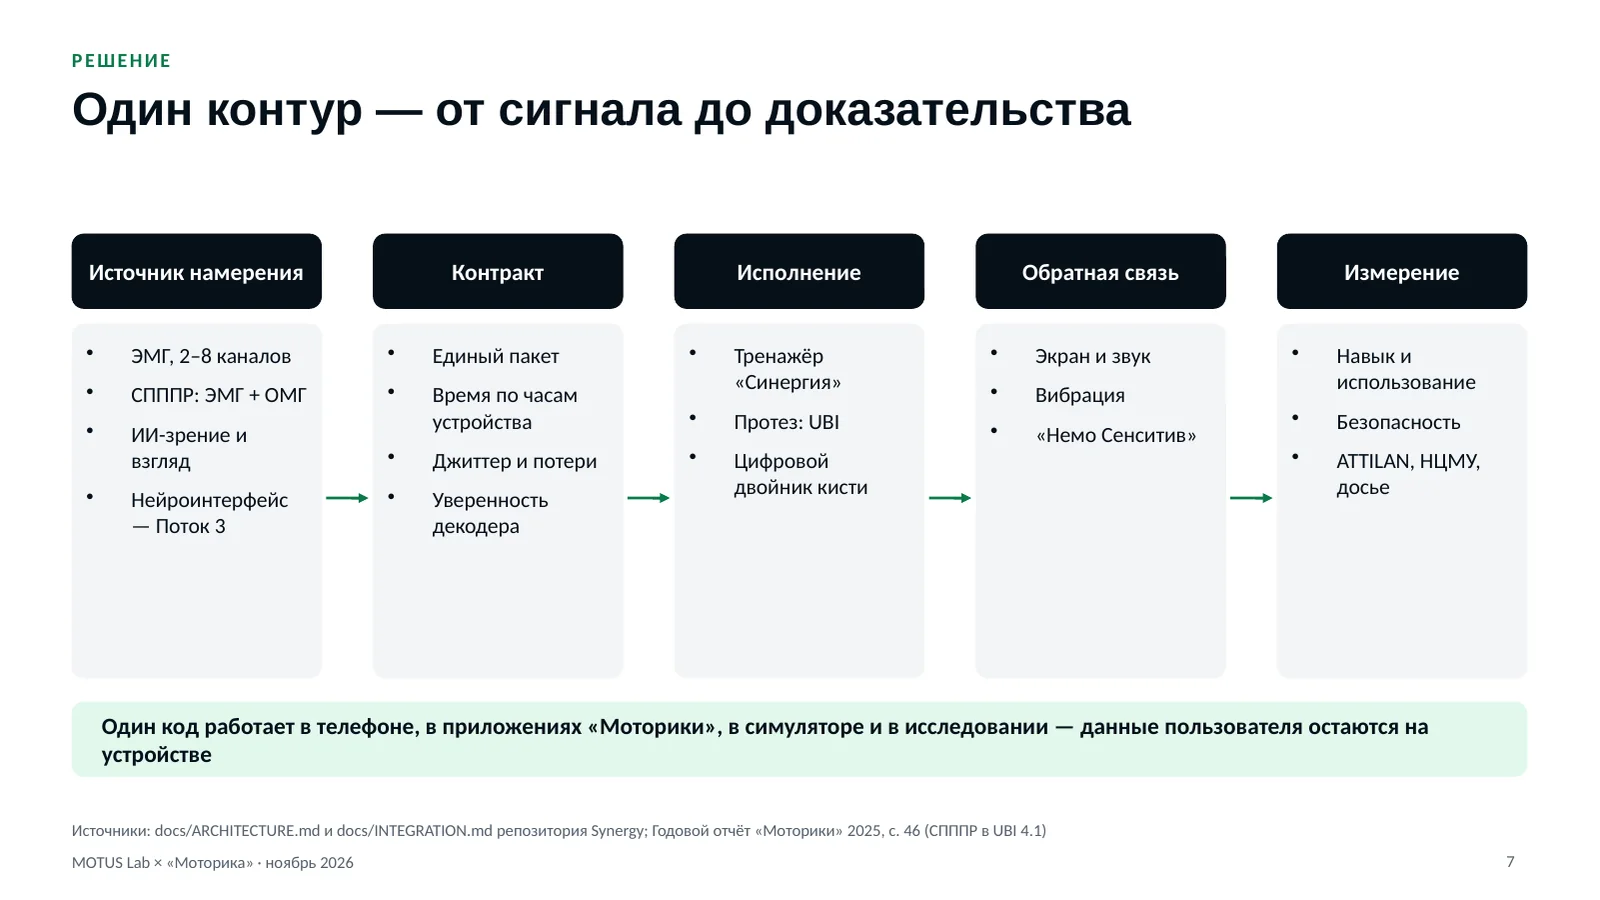 РЕШЕНИЕ
Один контур — от сигнала до доказательства
Источник намерения
• ЭМГ, 2–8 каналов
• СПППР: ЭМГ + ОМГ
• ИИ-зрение и
взгляд
• Нейроинтерфейс
— Поток 3
Контракт
• Единый пакет
• Время по часам
устройства
• Джиттер и потери
• Уверенность
декодера
Исполнение
• Тренажёр
«Синергия»
• Протез: UBI
• Цифровой
двойник кисти
Обратная связь
• Экран и звук
• Вибрация
• «Немо Сенситив»
Измерение
• Навык и
использование
• Безопасность
• ATTILAN, НЦМУ,
досье
Один код работает в телефоне, в приложениях «Моторики», в симуляторе и в исследовании — данные пользователя остаются на
устройстве
Источники: docs/ARCHITECTURE.md и docs/INTEGRATION.md репозитория Synergy; Годовой отчёт «Моторики» 2025, с. 46 (СПППР в UBI 4.1)
MOTUS Lab × «Моторика» · ноябрь 2026
7